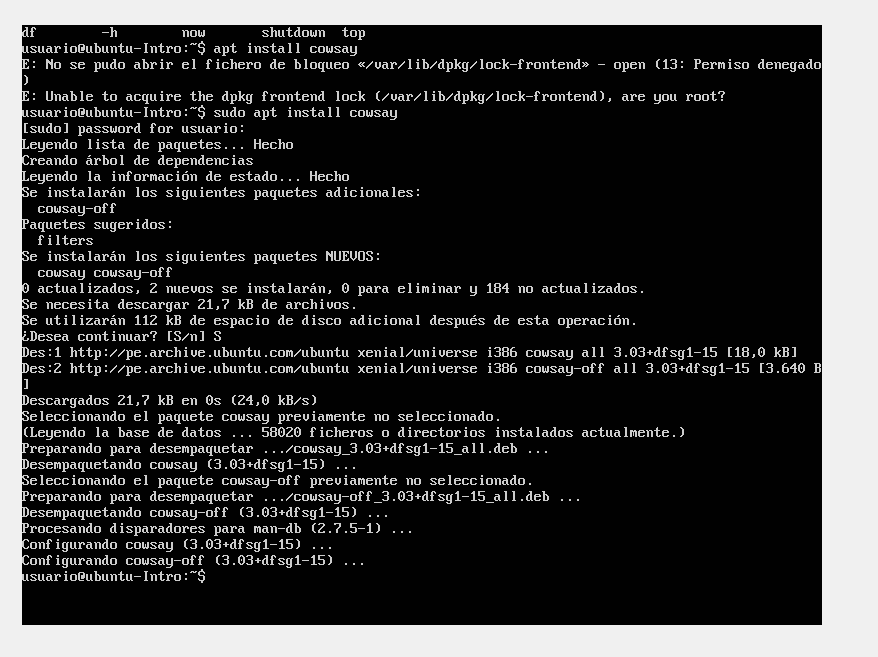 df        -h        now       shutdown  top
usuario@ubuntu-Intro:~$ apt install cowsay
E: No se pudo abrir el fichero de bloqueo «/var/lib/dpkg/lock-frontend» - open (13: Permiso denegado
)
E: Unable to acquire the dpkg frontend lock (/var/lib/dpkg/lock-frontend), are you root?
usuario@ubuntu-Intro:~$ sudo apt install cowsay
[sudo] password for usuario:
Leyendo lista de paquetes... Hecho
Creando árbol de dependencias
Leyendo la información de estado... Hecho
Se instalarán los siguientes paquetes adicionales:
  cowsay-off
Paquetes sugeridos:
  filters
Se instalarán los siguientes paquetes NUEVOS:
  cowsay cowsay-off
0 actualizados, 2 nuevos se instalarán, 0 para eliminar y 184 no actualizados.
Se necesita descargar 21,7 kB de archivos.
Se utilizarán 112 kB de espacio de disco adicional después de esta operación.
¿Desea continuar? [S/n] S
Des:1 http://pe.archive.ubuntu.com/ubuntu xenial/universe i386 cowsay all 3.03+dfsg1-15 [18,0 kB]
Des:2 http://pe.archive.ubuntu.com/ubuntu xenial/universe i386 cowsay-off all 3.03+dfsg1-15 [3.640 B
]
Descargados 21,7 kB en 0s (24,0 kB/s)
Seleccionando el paquete cowsay previamente no seleccionado.
(Leyendo la base de datos ... 58020 ficheros o directorios instalados actualmente.)
Preparando para desempaquetar .../cowsay_3.03+dfsg1-15_all.deb ...
Desempaquetando cowsay (3.03+dfsg1-15) ...
Seleccionando el paquete cowsay-off previamente no seleccionado.
Preparando para desempaquetar .../cowsay-off_3.03+dfsg1-15_all.deb ...
Desempaquetando cowsay-off (3.03+dfsg1-15) ...
Procesando disparadores para man-db (2.7.5-1) ...
Configurando cowsay (3.03+dfsg1-15) ...
Configurando cowsay-off (3.03+dfsg1-15) ...
usuario@ubuntu-Intro:~$